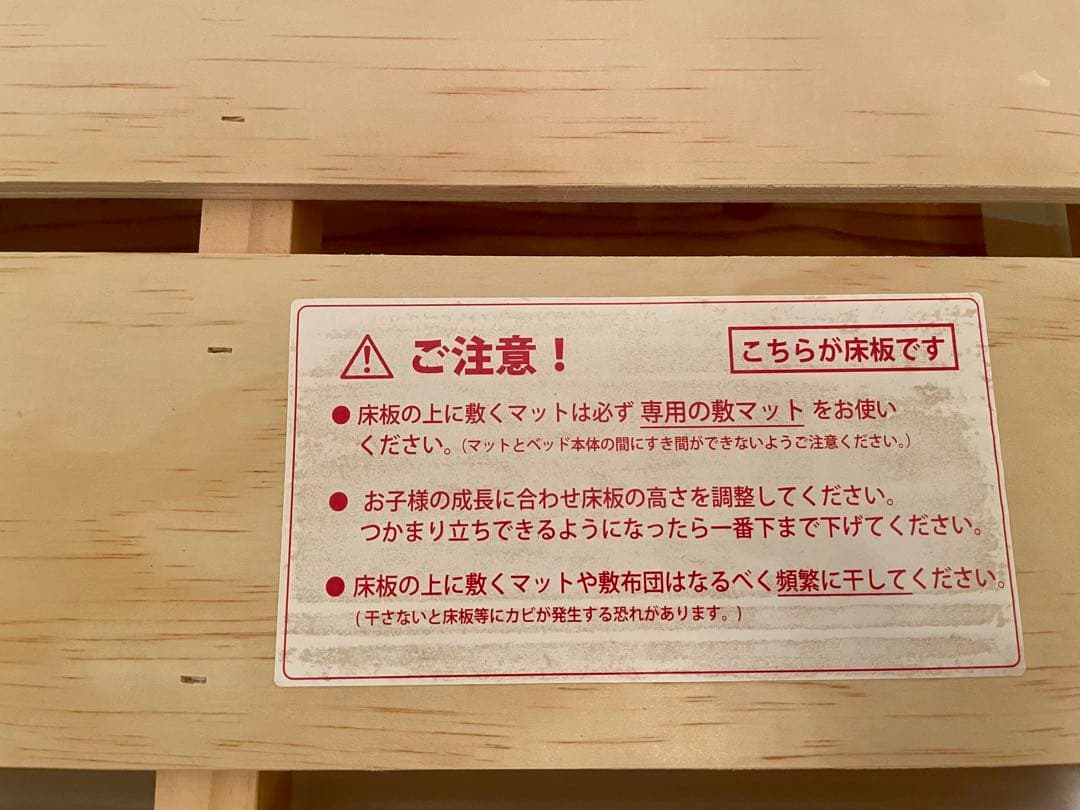 ご注意！
こちらが床板です
● 床板の上に敷くマットは必ず 専用の敷マット をお使い
ください。（マットとベッド本体の間にすき間ができないようご注意ください。）
● お子様の成長に合わせ床板の高さを調整してください。
つかまり立ちできるようになったら一番下まで下げてください。
● 床板の上に敷くマットや敷布団はなるべく頻繁に干してください。
( 干さないと床板等にカビが発生する恐れがあります。)